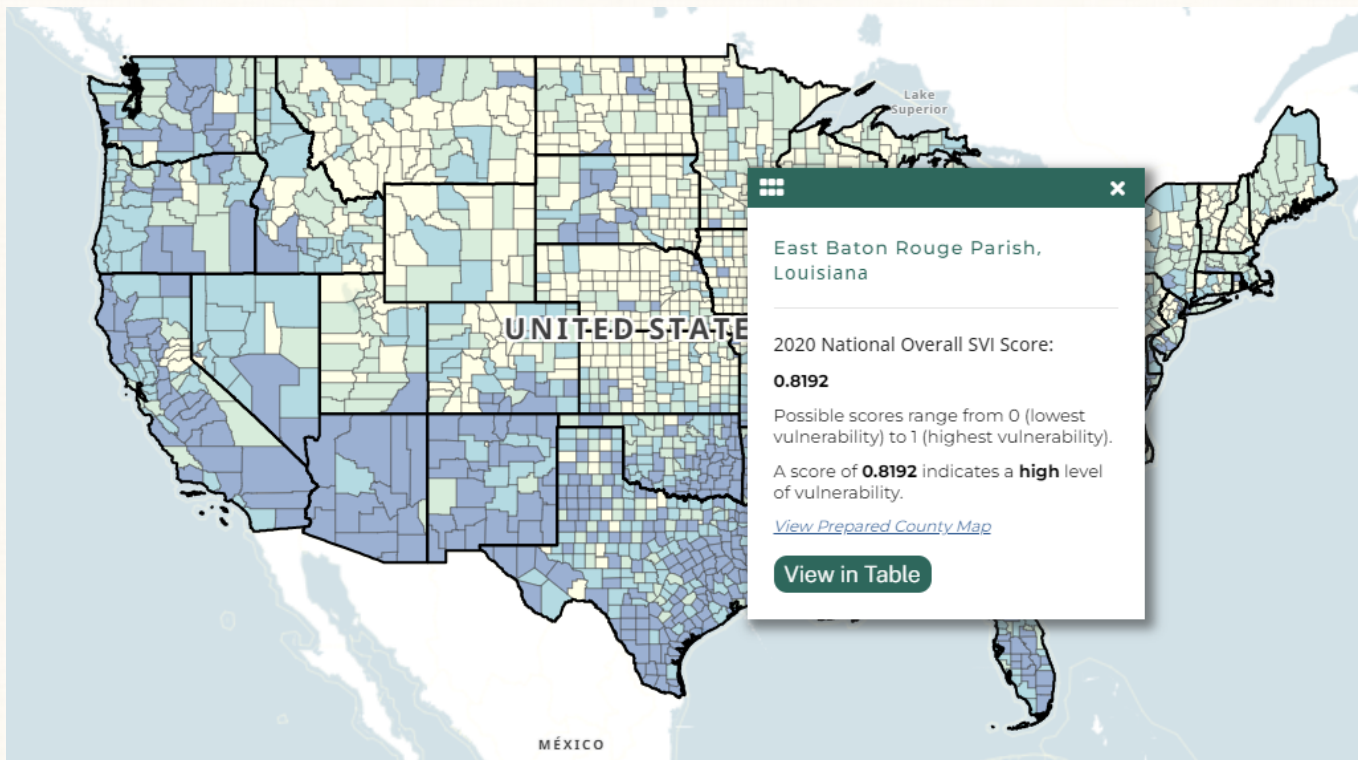 Lake
Superior
UNITED STATE
MÉXICO
East Baton Rouge Parish,
Louisiana
2020 National Overall SVI Score:
0.8192
Possible scores range from 0 (lowest
vulnerability) to 1 (highest vulnerability).
A score of 0.8192 indicates a high level
of vulnerability.
View Prepared County Map
View in Table